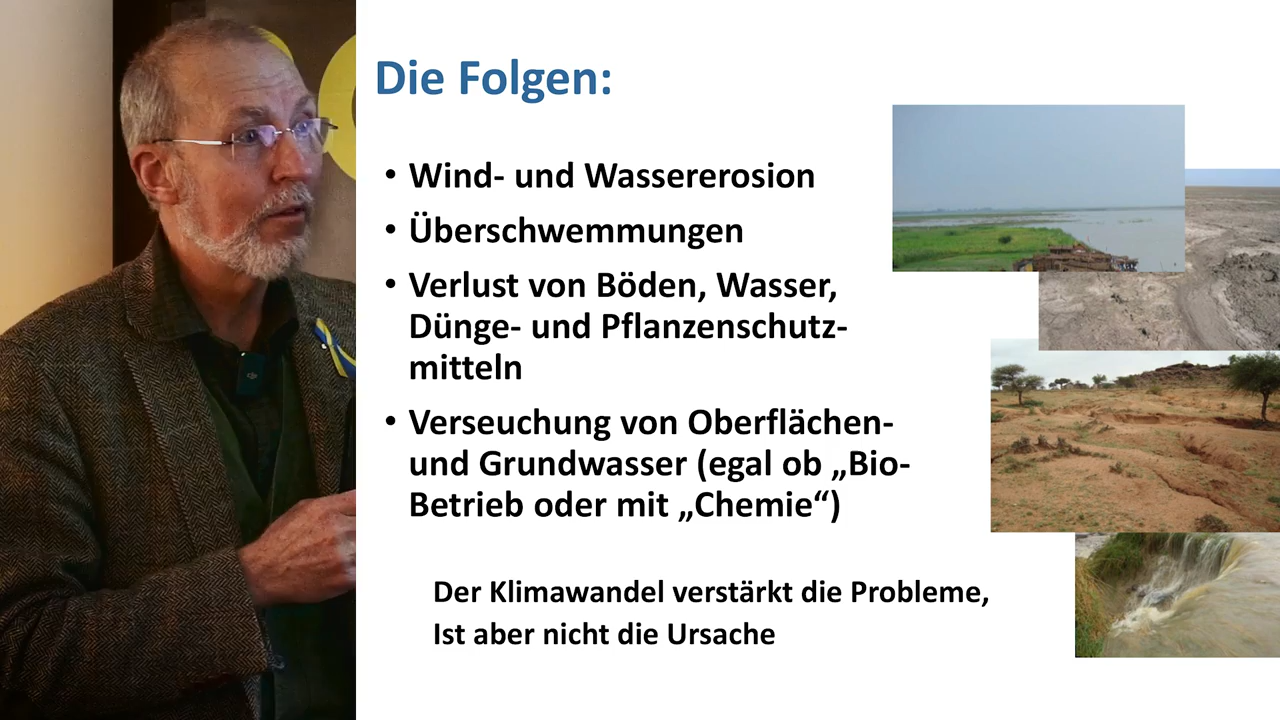 Die Folgen:
• Wind- und Wassererosion
• Überschwemmungen
• Verlust von Böden, Wasser,
Dünge- und Pflanzenschutz-
mitteln
• Verseuchung von Oberflächen-
und Grundwasser (egal ob „Bio-
Betrieb oder mit „Chemie“)
Der Klimawandel verstärkt die Probleme,
Ist aber nicht die Ursache